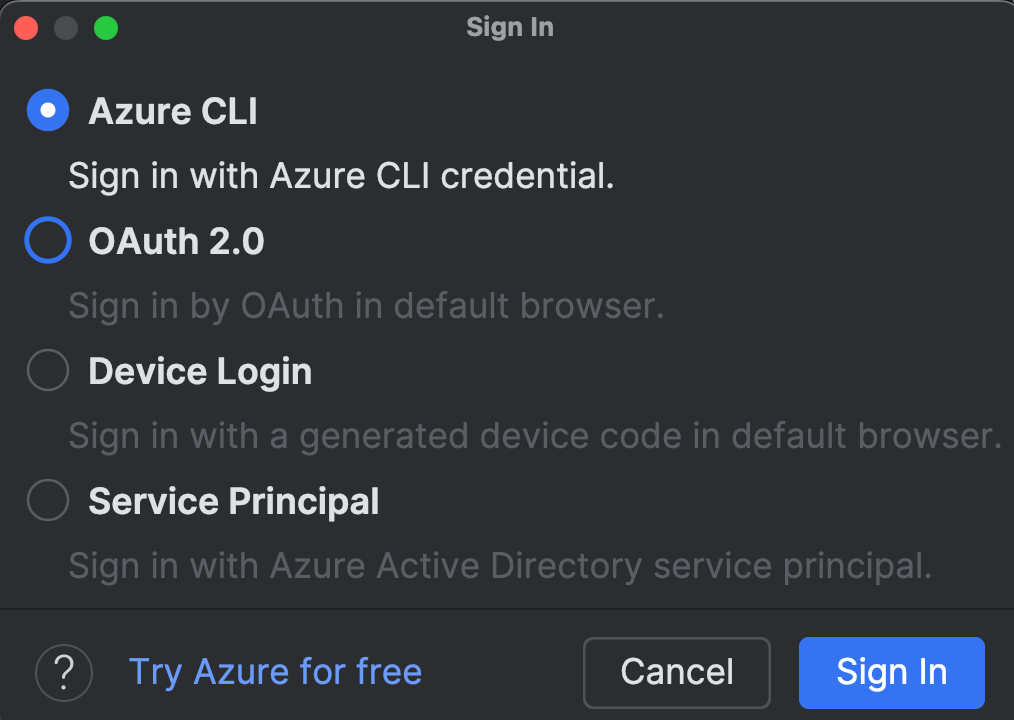 Sign In
Azure CLI
Sign in with Azure CLI credential.
OAuth 2.0
Sign in by OAuth in default browser.
Device Login
Sign in with a generated device code in default browser.
Service Principal
Sign in with Azure Active Directory service principal.
? Try Azure for free Cancel Sign In